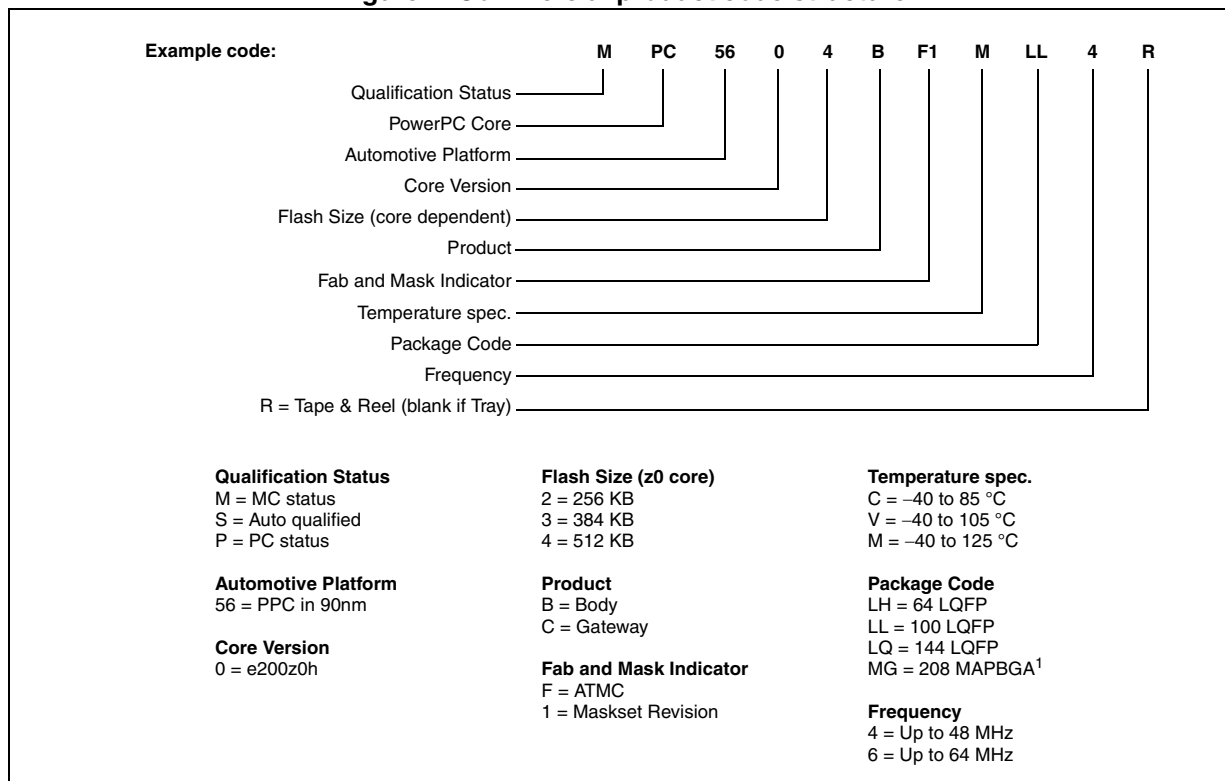 Example code: M PC 56 0 4 B F1 M LL 4 R
Qualification Status
PowerPC Core
Automotive Platform
Core Version
Flash Size (core dependent)
Product
Fab and Mask Indicator
Temperature spec.
Package Code
Frequency
R = Tape & Reel (blank if Tray)
Qualification Status
M = MC status
S = Auto qualified
P = PC status
Automotive Platform
56 = PPC in 90nm
Core Version
0 = e200z0h
Flash Size (z0 core)
2 = 256 KB
3 = 384 KB
4 = 512 KB
Product
B = Body
C = Gateway
Fab and Mask Indicator
F = ATMC
1 = Maskset Revision
Temperature spec.
C = –40 to 85 °C
V = –40 to 105 °C
M = –40 to 125 °C
Package Code
LH = 64 LQFP
LL = 100 LQFP
LQ = 144 LQFP
MG = 208 MAPBGA¹
Frequency
4 = Up to 48 MHz
6 = Up to 64 MHz